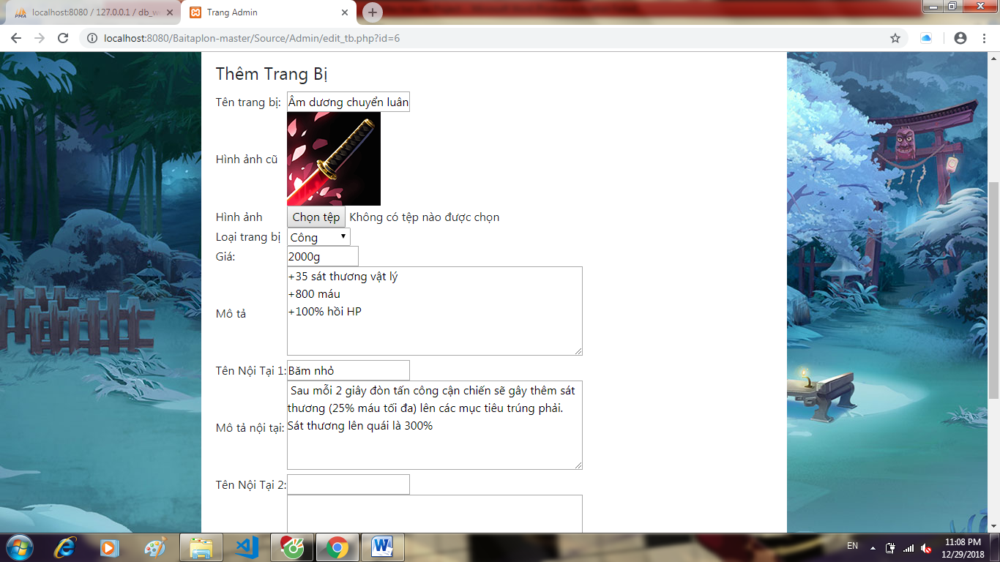 PMA
localhost:8080 / 127.0.0.1 / db_w
Trang Admin
localhost:8080/Baitaplon-master/Source/Admin/edit_tb.php?id=6
Thêm Trang Bị
Tên trang bị:
Âm dương chuyển luân
Hình ảnh cũ
Hình ảnh
Chọn tệp
Không có tệp nào được chọn
Loại trang bị
Công
Giá:
2000g
Mô tả
+35 sát thương vật lý
+800 máu
+100% hồi HP
Tên Nội Tại 1:
Băm nhỏ
Mô tả nội tại:
Sau mỗi 2 giây đòn tấn công cận chiến sẽ gây thêm sát
thương (25% máu tối đa) lên các mục tiêu trúng phải.
Sát thương lên quái là 300%
Tên Nội Tại 2:
EN
11:08 PM
12/29/2018